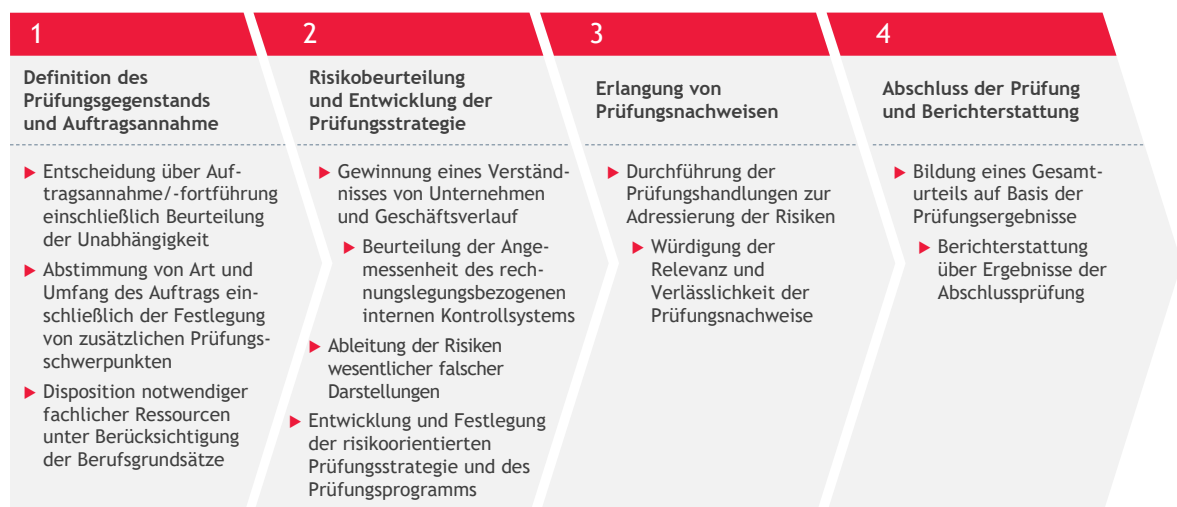 1
Definition des
Prüfungsgegenstands
und Auftragsannahme
▶ Entscheidung über Auf-
tragsannahme/-fortführung
einschließlich Beurteilung
der Unabhängigkeit
▶ Abstimmung von Art und
Umfang des Auftrags ein-
schließlich der Festlegung
von zusätzlichen Prüfungs-
schwerpunkten
▶ Disposition notwendiger
fachlicher Ressourcen
unter Berücksichtigung
der Berufsgrundsätze
2
Risikobeurteilung
und Entwicklung der
Prüfungsstrategie
▶ Gewinnung eines Verständ-
nisses von Unternehmen
und Geschäftsverlauf
▶ Beurteilung der Ange-
messenheit des rech-
nungslegungsbezogenen
internen Kontrollsystems
▶ Ableitung der Risiken
wesentlicher falscher
Darstellungen
▶ Entwicklung und Festlegung
der risikoorientierten
Prüfungsstrategie und des
Prüfungsprogramms
3
Erlangung von
Prüfungsnachweisen
▶ Durchführung der
Prüfungshandlungen zur
Adressierung der Risiken
▶ Würdigung der
Relevanz und
Verlässlichkeit der
Prüfungsnachweise
4
Abschluss der Prüfung
und Berichterstattung
▶ Bildung eines Gesamt-
urteils auf Basis der
Prüfungsergebnisse
▶ Berichterstattung
über Ergebnisse der
Abschlussprüfung